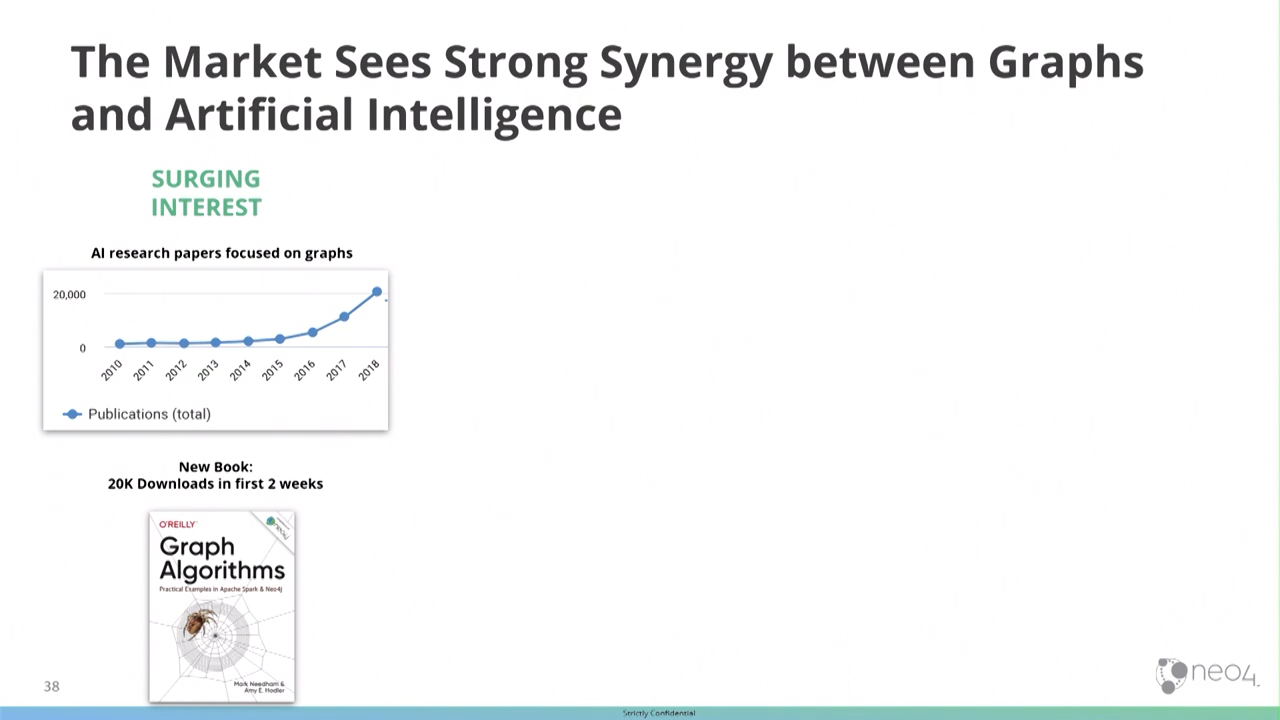 The Market Sees Strong Synergy between Graphs
and Artificial Intelligence
SURGING
INTEREST
AI research papers focused on graphs
20,000
0
2010
2011
2012
2013
2014
2015
2016
2017
2018
Publications (total)
New Book:
20K Downloads in first 2 weeks
O'REILLY
neo4j
Graph
Algorithms
Practical Examples in Apache Spark & Neo4j
Mark Needham &
Amy E. Hodler
38
neo4j
Strictly Confidential